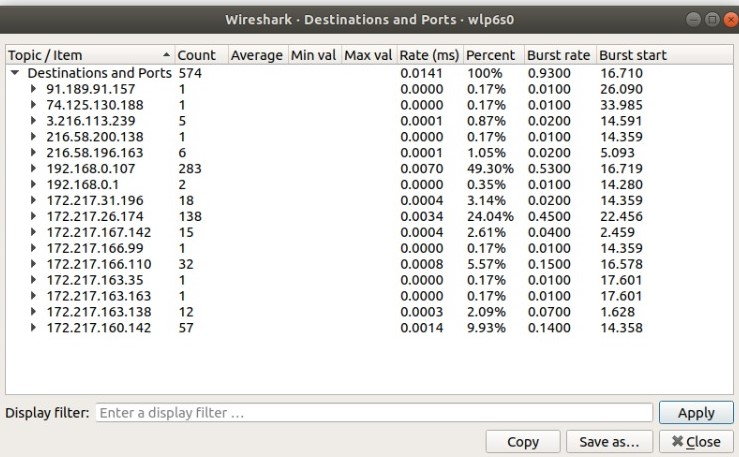 Wireshark · Destinations and Ports · wlp6s0
Topic / Item Count Average Min val Max val Rate (ms) Percent Burst rate Burst start
Destinations and Ports 574 0.0141 100% 0.9300 16.710
91.189.91.157 1 0.0000 0.17% 0.0100 26.090
74.125.130.188 1 0.0000 0.17% 0.0100 33.985
3.216.113.239 5 0.0001 0.87% 0.0200 14.591
216.58.200.138 1 0.0000 0.17% 0.0100 14.359
216.58.196.163 6 0.0001 1.05% 0.0200 5.093
192.168.0.107 283 0.0070 49.30% 0.5300 16.719
192.168.0.1 2 0.0000 0.35% 0.0100 14.280
172.217.31.196 18 0.0004 3.14% 0.0200 14.359
172.217.26.174 138 0.0034 24.04% 0.4500 22.456
172.217.167.142 15 0.0004 2.61% 0.0400 2.459
172.217.166.99 1 0.0000 0.17% 0.0100 14.359
172.217.166.110 32 0.0008 5.57% 0.1500 16.578
172.217.163.35 1 0.0000 0.17% 0.0100 17.601
172.217.163.163 1 0.0000 0.17% 0.0100 17.601
172.217.163.138 12 0.0003 2.09% 0.0700 1.628
172.217.160.142 57 0.0014 9.93% 0.1400 14.358
Display filter: Enter a display filter … Apply
Copy Save as… Close